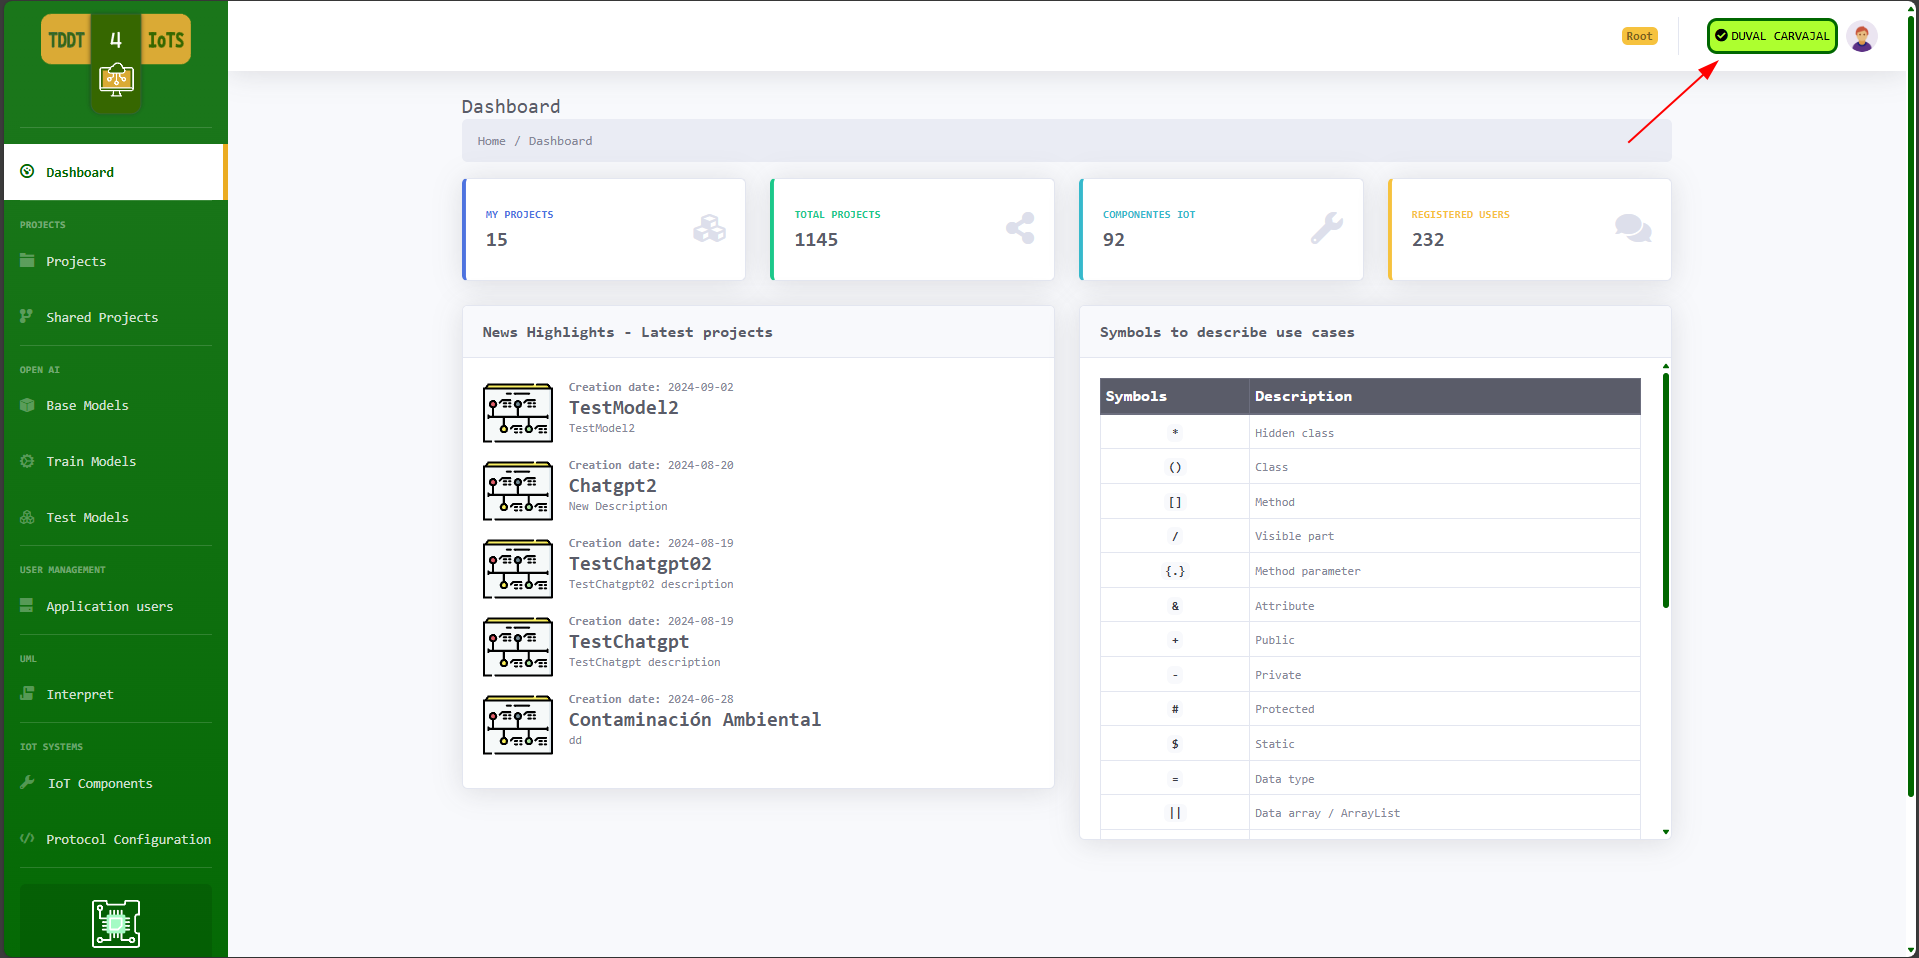 TDDT 4 IoTS
Root
DUVAL CARVAJAL
Dashboard
PROJECTS
Projects
Shared Projects
OPEN AI
Base Models
Train Models
Test Models
USER MANAGEMENT
Application users
UML
Interpret
IOT SYSTEMS
IoT Components
Protocol Configuration
Dashboard
Home / Dashboard
MY PROJECTS
15
TOTAL PROJECTS
1145
COMPONENTES IOT
92
REGISTERED USERS
232
News Highlights - Latest projects
Creation date: 2024-09-02
TestModel2
TestModel2
Creation date: 2024-08-20
Chatgpt2
New Description
Creation date: 2024-08-19
TestChatgpt02
TestChatgpt02 description
Creation date: 2024-08-19
TestChatgpt
TestChatgpt description
Creation date: 2024-06-28
Contaminación Ambiental
dd
Symbols to describe use cases
Symbols Description
* Hidden class
() Class
[] Method
/ Visible part
{.} Method parameter
& Attribute
+ Public
- Private
# Protected
$ Static
= Data type
|| Data array / ArrayList